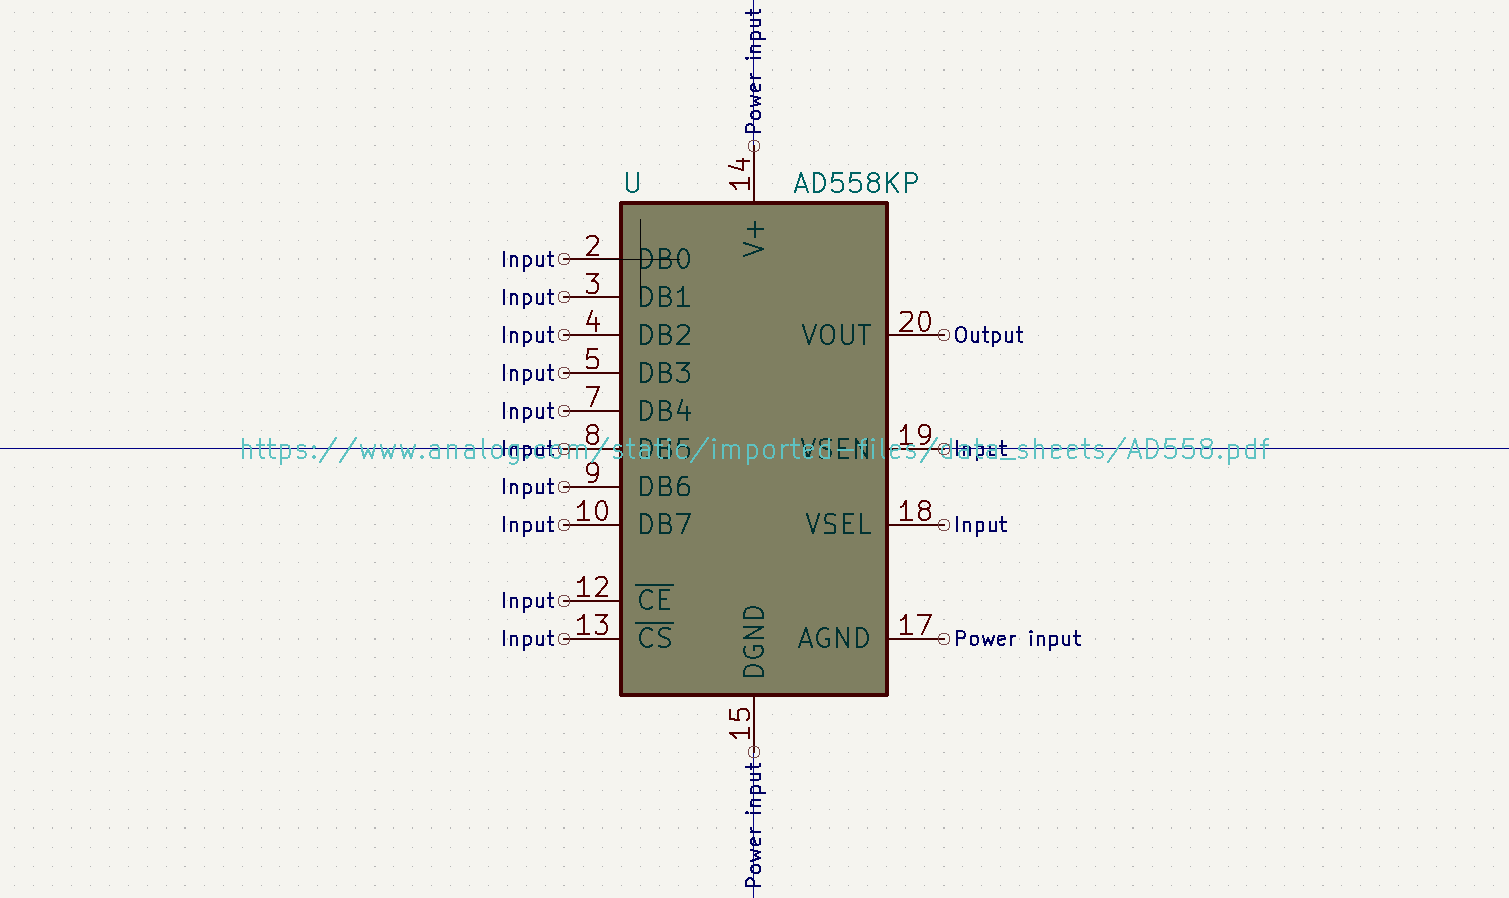 Power input
14
U AD558KP
V+
Input 2 DB0
Input 3 DB1
Input 4 DB2 VOUT 20 Output
Input 5 DB3
Input 7 DB4
Input 8 DB5 VSEN 19 Input
https://www.analog.com/static/imported-files/data_sheets/AD558.pdf
Input 9 DB6
Input 10 DB7 VSEL 18 Input
Input 12 CE
Input 13 CS AGND 17 Power input
DGND
15
Power input